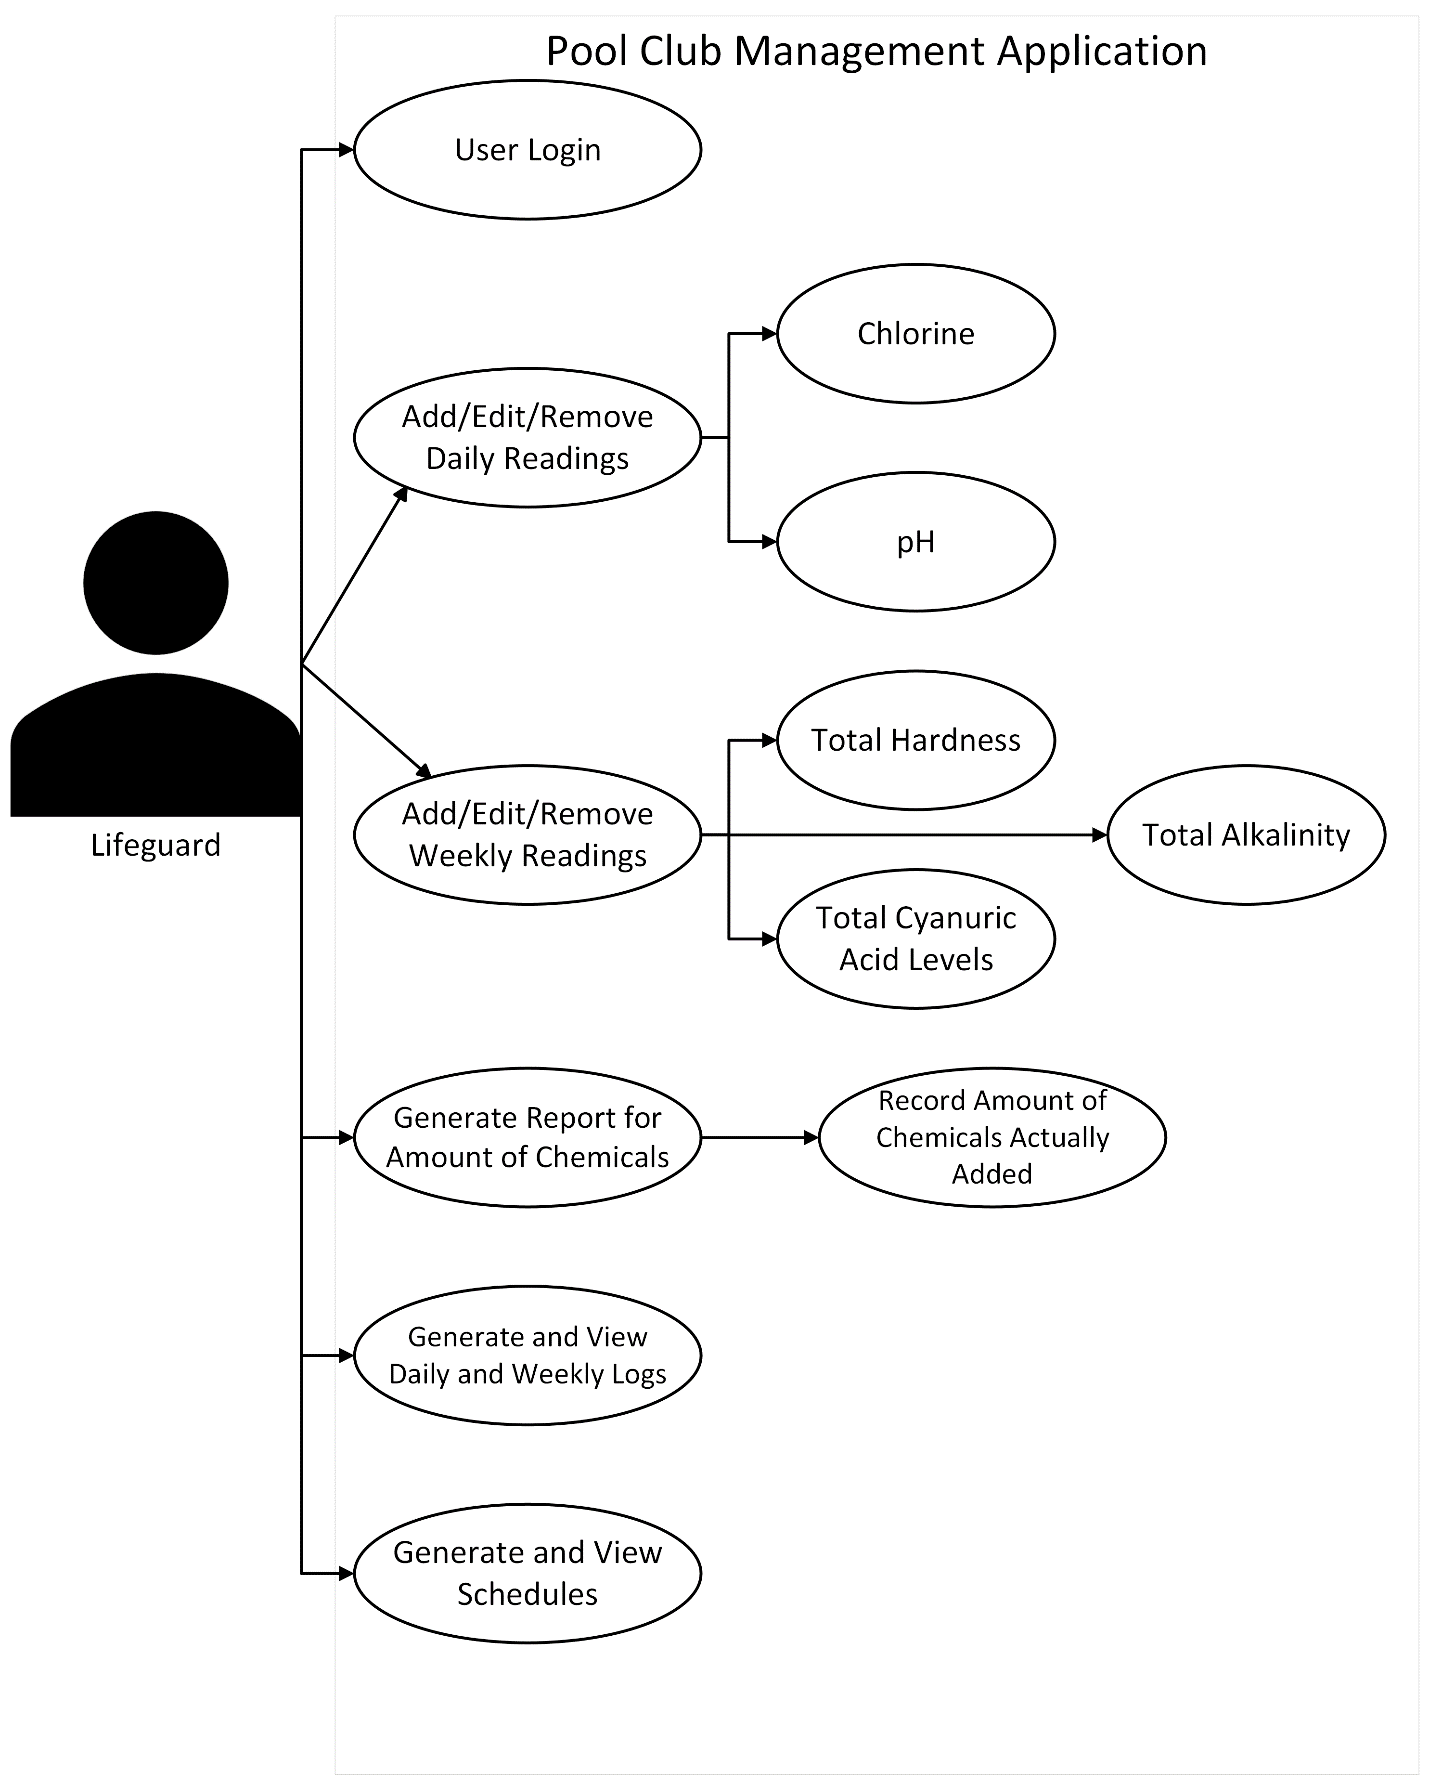 Pool Club Management Application
User Login
Chlorine
Add/Edit/Remove
Daily Readings
pH
Total Hardness
Add/Edit/Remove
Weekly Readings
Total Alkalinity
Lifeguard
Total Cyanuric
Acid Levels
Generate Report for
Amount of Chemicals
Record Amount of
Chemicals Actually
Added
Generate and View
Daily and Weekly Logs
Generate and View
Schedules